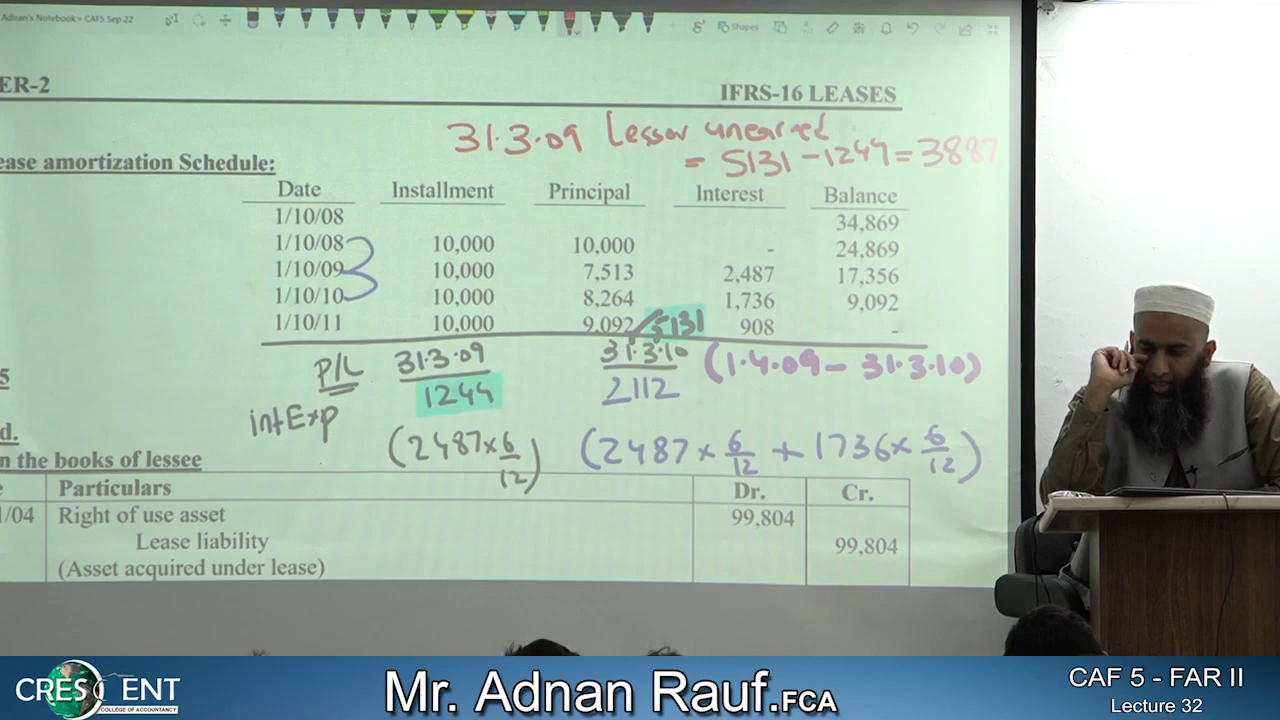 Adnan's Notebook » CAF5 Sep 22
Shapes
ER-2 IFRS-16 LEASES
31.3.09 Lessor unearned
= 5131 - 1244 = 3887
ease amortization Schedule:
Date Installment Principal Interest Balance
1/10/08 34,869
1/10/08 10,000 10,000 - 24,869
1/10/09 10,000 7,513 2,487 17,356
1/10/10 10,000 8,264 1,736 9,092
1/10/11 10,000 9,092 908 -
5131
P/L 31.3.09 31.3.10 (1.4.09 - 31.3.10)
int Exp 1244 2112
(2487 × 6/12) (2487 × 6/12 + 1736 × 6/12)
5
d.
n the books of lessee
e Particulars Dr. Cr.
1/04 Right of use asset 99,804
Lease liability 99,804
(Asset acquired under lease)
CRESCENT
COLLEGE OF ACCOUNTANCY
Mr. Adnan Rauf.FCA
CAF 5 - FAR II
Lecture 32